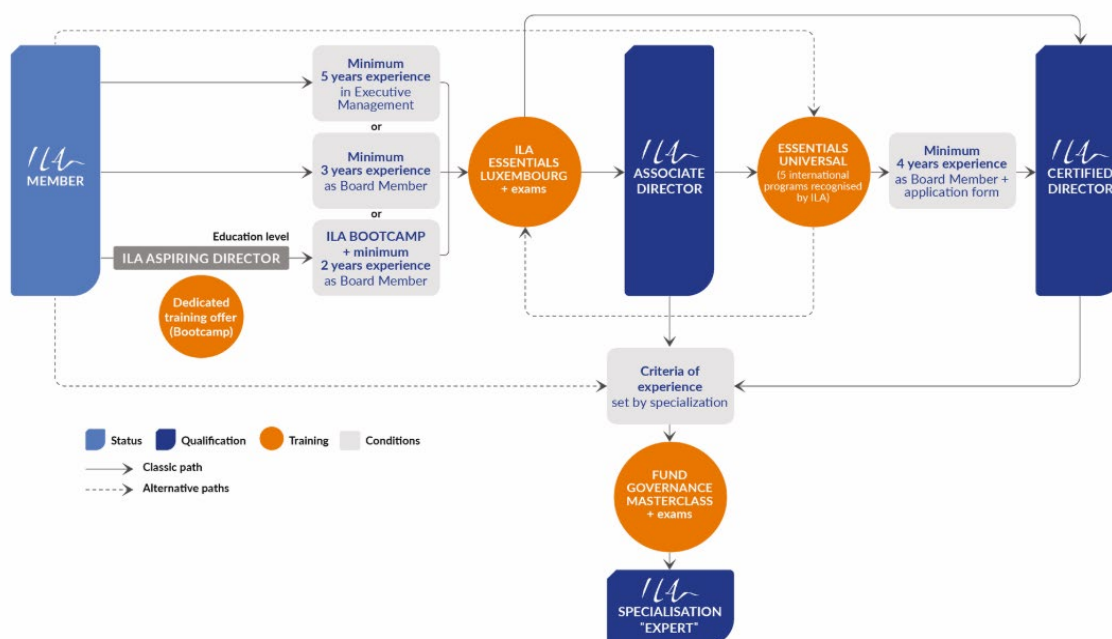 ILA
MEMBER
Minimum
5 years experience
in Executive
Management
or
Minimum
3 years experience
as Board Member
or
Education level
ILA ASPIRING DIRECTOR
ILA BOOTCAMP
+ minimum
2 years experience
as Board Member
Dedicated
training offer
(Bootcamp)
ILA
ESSENTIALS
LUXEMBOURG
+ exams
ILA
ASSOCIATE
DIRECTOR
ESSENTIALS
UNIVERSAL
(5 international
programs recognised
by ILA)
Minimum
4 years experience
as Board Member +
application form
ILA
CERTIFIED
DIRECTOR
Criteria of
experience
set by specialization
FUND
GOVERNANCE
MASTERCLASS
+ exams
ILA
SPECIALISATION
"EXPERT"
Status
Qualification
Training
Conditions
Classic path
Alternative paths